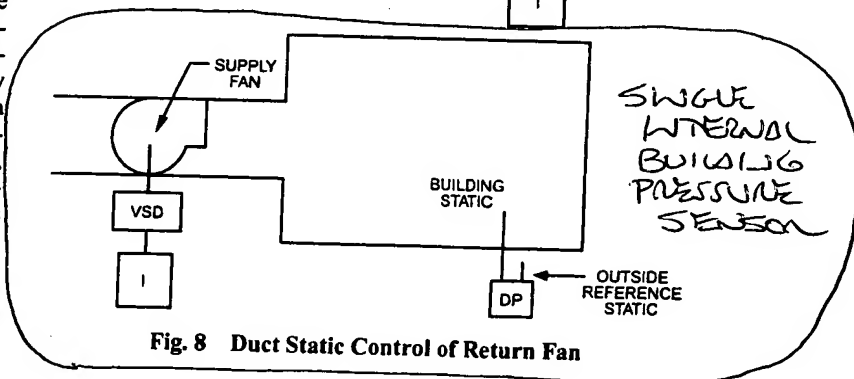 SUPPLY
FAN
VSD
I
BUILDING
STATIC
DP
OUTSIDE
REFERENCE
STATIC
SINGLE
INTERNAL
BUILDING
PRESSURE
SENSOR
Fig. 8 Duct Static Control of Return Fan